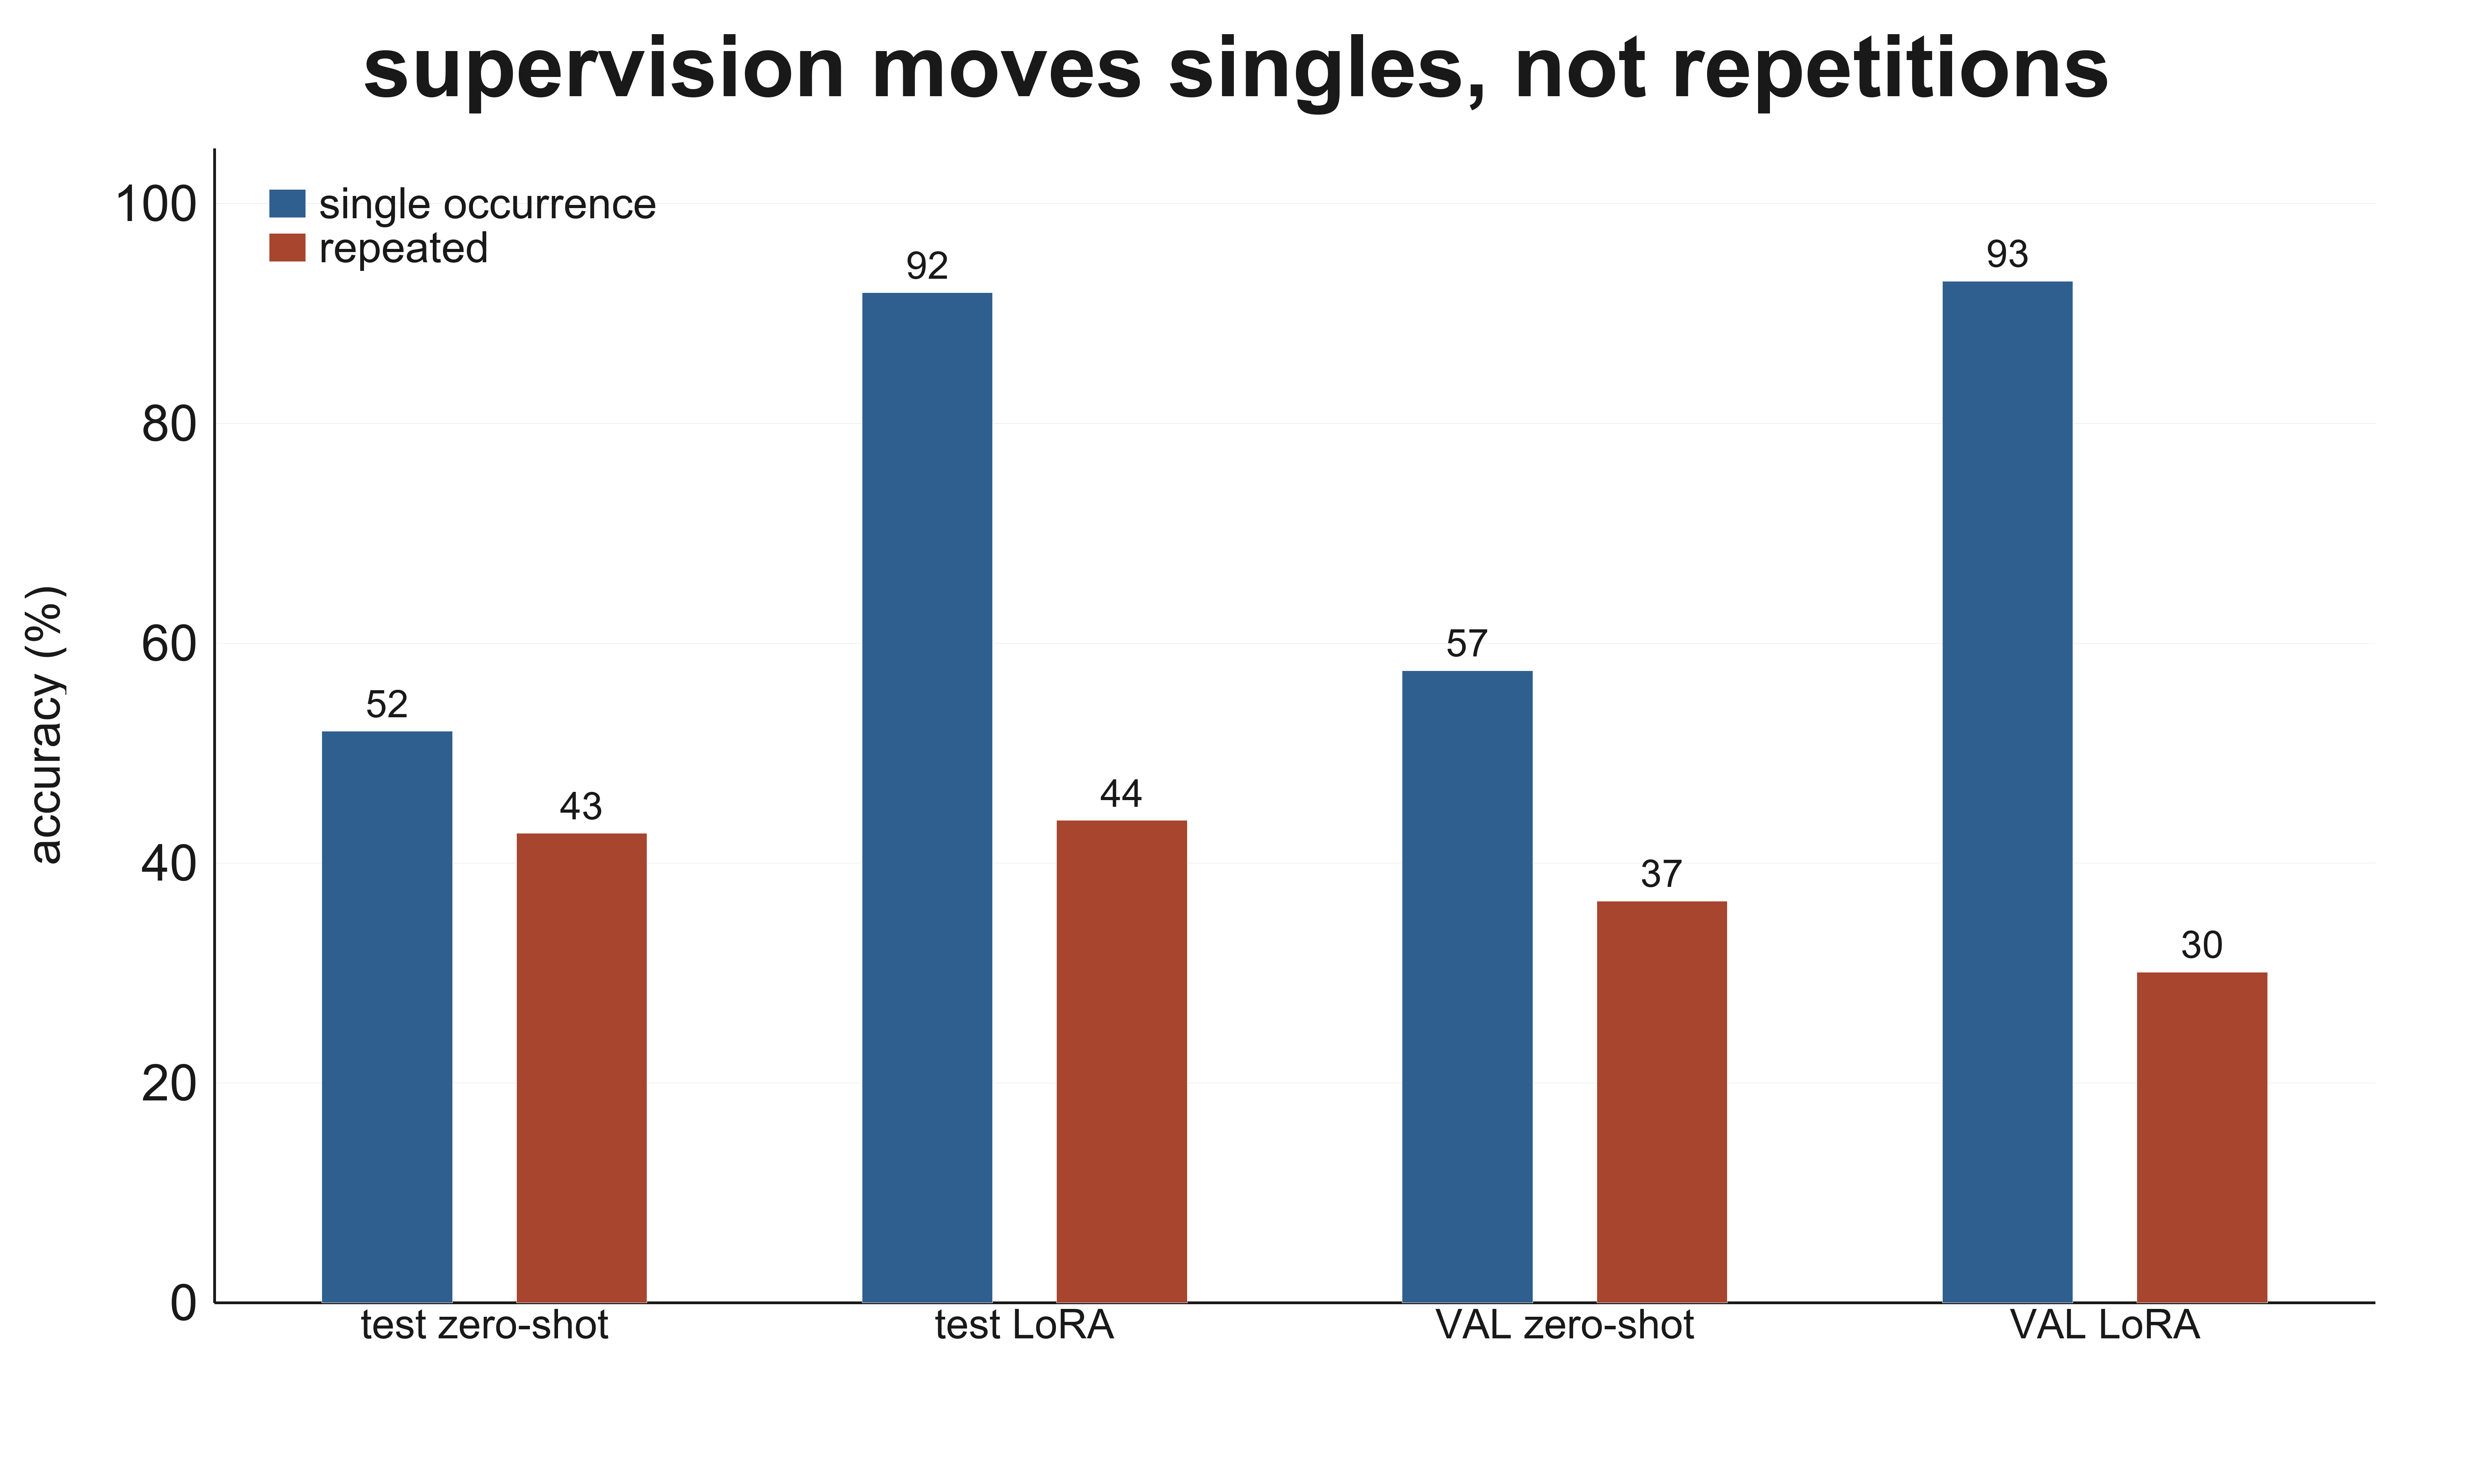 supervision moves singles, not repetitions
single occurrence
repeated
accuracy (%)
100
80
60
40
20
0
52
43
92
44
57
37
93
30
test zero-shot
test LoRA
VAL zero-shot
VAL LoRA